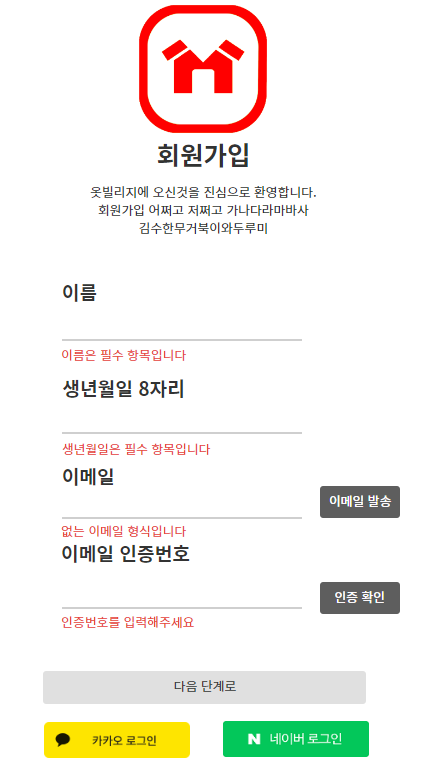 회원가입
옷빌리지에 오신것을 진심으로 환영합니다.
회원가입 어쩌고 저쩌고 가나다라마바사
김수한무거북이와두루미
이름
이름은 필수 항목입니다
생년월일 8자리
생년월일은 필수 항목입니다
이메일
이메일 발송
없는 이메일 형식입니다
이메일 인증번호
인증 확인
인증번호를 입력해주세요
다음 단계로
카카오 로그인
N 네이버 로그인